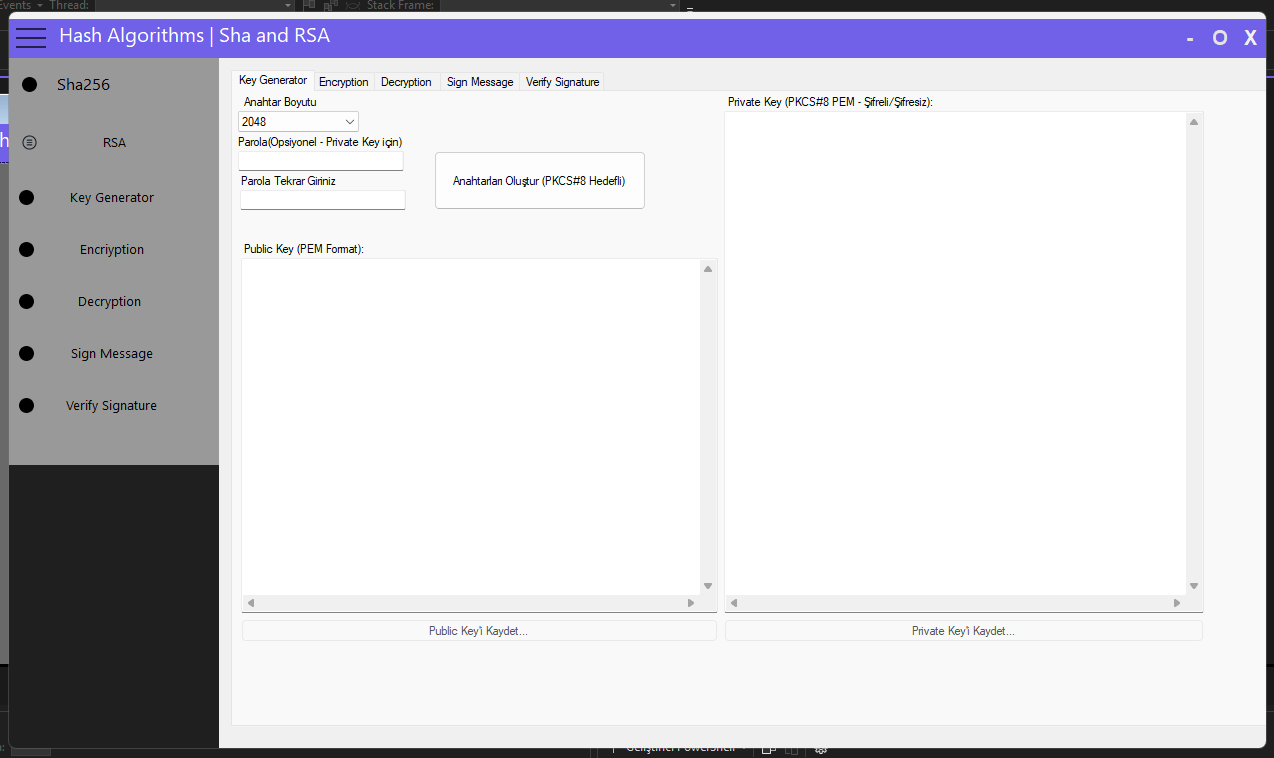 Events
Thread:
Stack Frame:
Hash Algorithms | Sha and RSA
- O X
Sha256
RSA
Key Generator
Encriyption
Decryption
Sign Message
Verify Signature
Key Generator Encryption Decryption Sign Message Verify Signature
Anahtar Boyutu
2048
Parola(Opsiyonel - Private Key için)
Parola Tekrar Giriniz
Anahtarları Oluştur (PKCS#8 Hedefli)
Public Key (PEM Format):
Public Key'i Kaydet...
Private Key (PKCS#8 PEM - Şifreli/Şifresiz):
Private Key'i Kaydet...